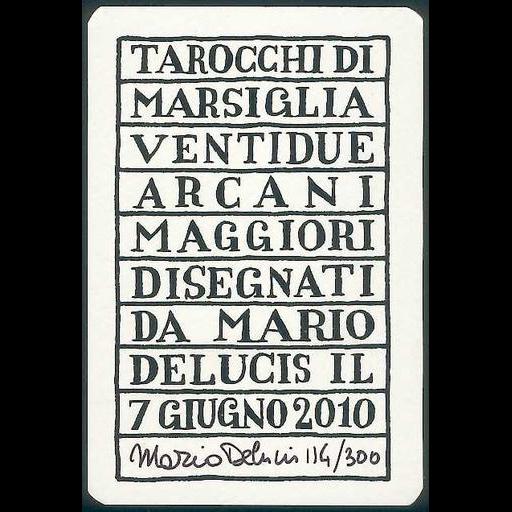 TAROCCHI DI
MARSIGLIA
VENTIDUE
ARCANI
MAGGIORI
DISEGNATI
DA MARIO
DELUCIS IL
7 GIUGNO 2010
Mario Delucis 114/300